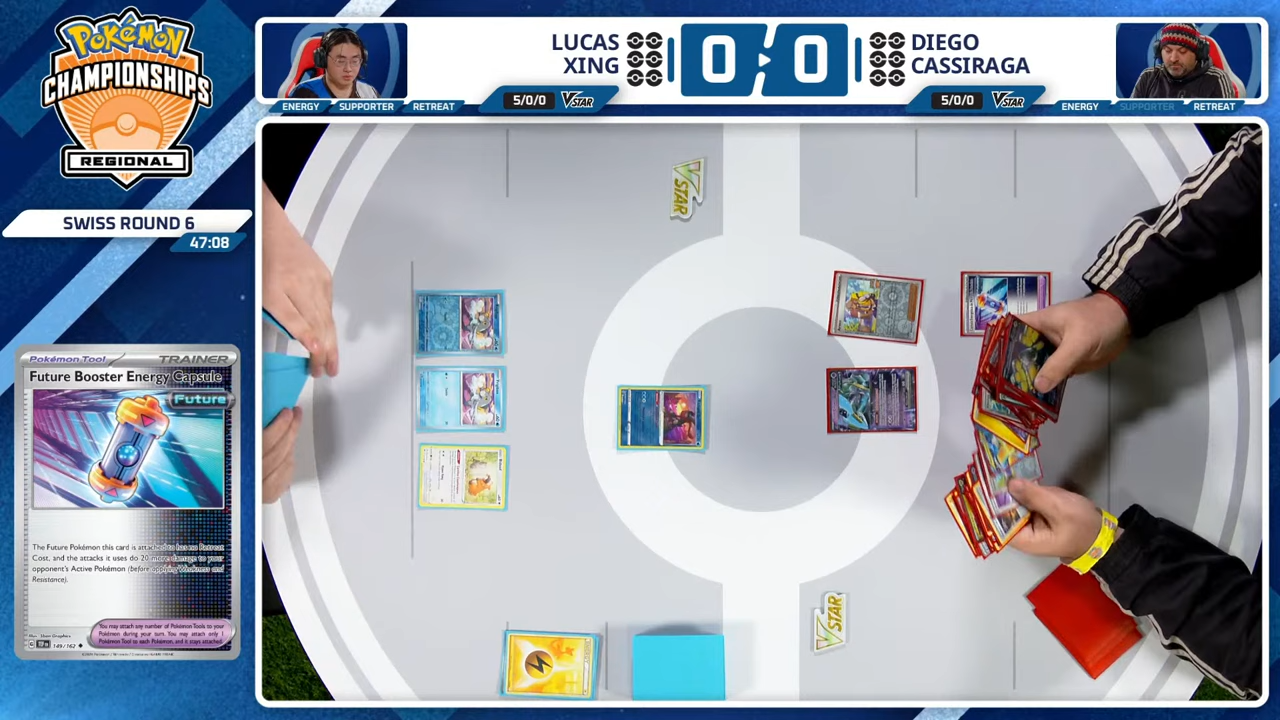 Pokémon
CHAMPIONSHIPS
REGIONAL
SWISS ROUND 6
47:08
LUCAS
XING
0
0
DIEGO
CASSIRAGA
ENERGY
SUPPORTER
RETREAT
5/0/0
VSTAR
5/0/0
VSTAR
ENERGY
SUPPORTER
RETREAT
VSTAR
VSTAR
Pokémon Tool
TRAINER
Future Booster Energy Capsule
Future
The Future Pokémon this card is attached to has no Retreat
Cost, and the attacks it uses do 20 more damage to your
opponent's Active Pokémon (before applying Weakness and
Resistance).
You may attach any number of Pokémon Tools to your
Pokémon during your turn. You may attach only 1
Pokémon Tool to each Pokémon, and it stays attached.
149/162